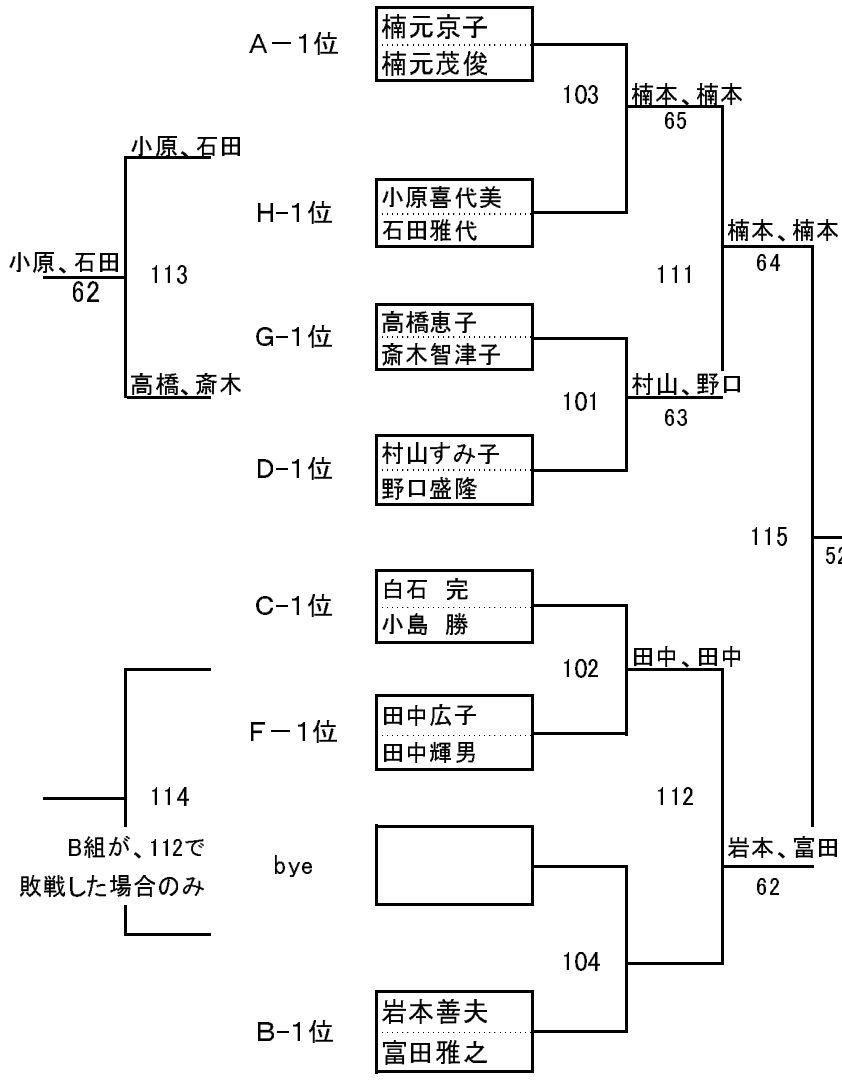 A－1位
楠元京子
楠元茂俊
103
楠本、楠本
65
小原、石田
H-1位
小原喜代美
石田雅代
楠本、楠本
64
小原、石田
62
113
111
G-1位
高橋恵子
斎木智津子
高橋、斎木
101
村山、野口
63
D-1位
村山すみ子
野口盛隆
115
52
C-1位
白石　完
小島　勝
102
田中、田中
F－1位
田中広子
田中輝男
114
112
B組が、112で
敗戦した場合のみ
bye
岩本、富田
62
104
B-1位
岩本善夫
富田雅之